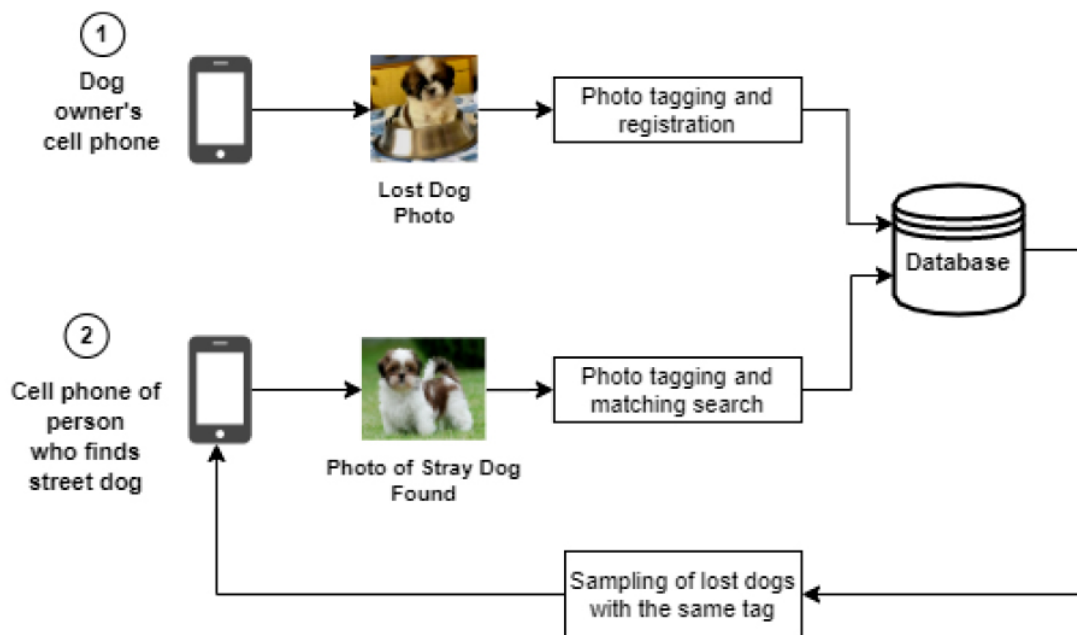 1
Dog
owner's
cell phone
Lost Dog
Photo
Photo tagging and
registration
Database
2
Cell phone of
person
who finds
street dog
Photo of Stray Dog
Found
Photo tagging and
matching search
Sampling of lost dogs
with the same tag